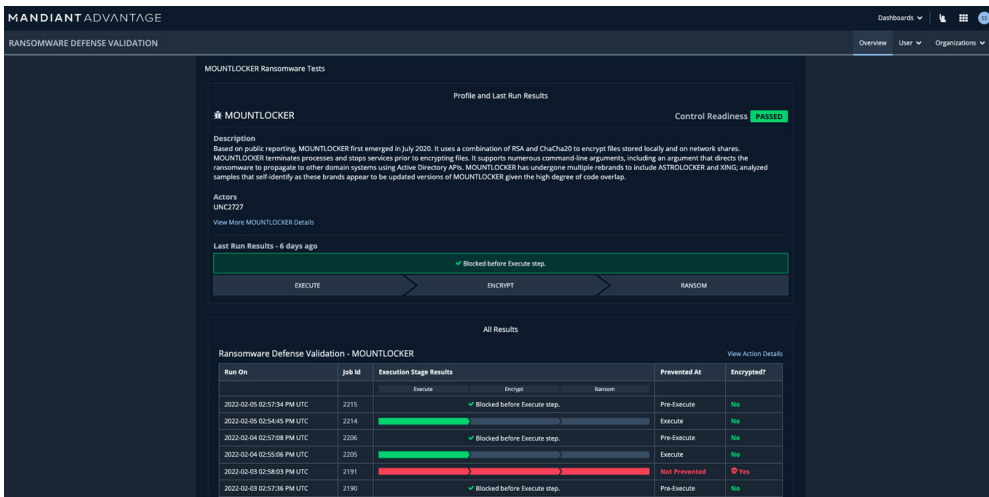 MANDIANT ADVANTAGE
Dashboards
SS
RANSOMWARE DEFENSE VALIDATION
Overview User Organizations
MOUNTLOCKER Ransomware Tests
Profile and Last Run Results
MOUNTLOCKER
Control Readiness PASSED
Description
Based on public reporting, MOUNTLOCKER first emerged in July 2020. It uses a combination of RSA and ChaCha20 to encrypt files stored locally and on network shares.
MOUNTLOCKER terminates processes and stops services prior to encrypting files. It supports numerous command-line arguments, including an argument that directs the
ransomware to propagate to other domain systems using Active Directory APIs. MOUNTLOCKER has undergone multiple rebrands to include ASTROLOCKER and XING; analyzed
samples that self-identify as these brands appear to be updated versions of MOUNTLOCKER given the high degree of code overlap.
Actors
UNC2727
View More MOUNTLOCKER Details
Last Run Results - 6 days ago
Blocked before Execute step.
EXECUTE ENCRYPT RANSOM
All Results
Ransomware Defense Validation - MOUNTLOCKER
View Action Details
Run On Job Id Execution Stage Results Prevented At Encrypted?
Execute Encrypt Ransom
2022-02-05 02:57:34 PM UTC 2215 Blocked before Execute step. Pre-Execute No
2022-02-05 02:54:45 PM UTC 2214 Execute No
2022-02-04 02:57:08 PM UTC 2206 Blocked before Execute step. Pre-Execute No
2022-02-04 02:55:06 PM UTC 2205 Execute No
2022-02-03 02:58:03 PM UTC 2191 Not Prevented Yes
2022-02-03 02:57:36 PM UTC 2190 Blocked before Execute step. Pre-Execute No